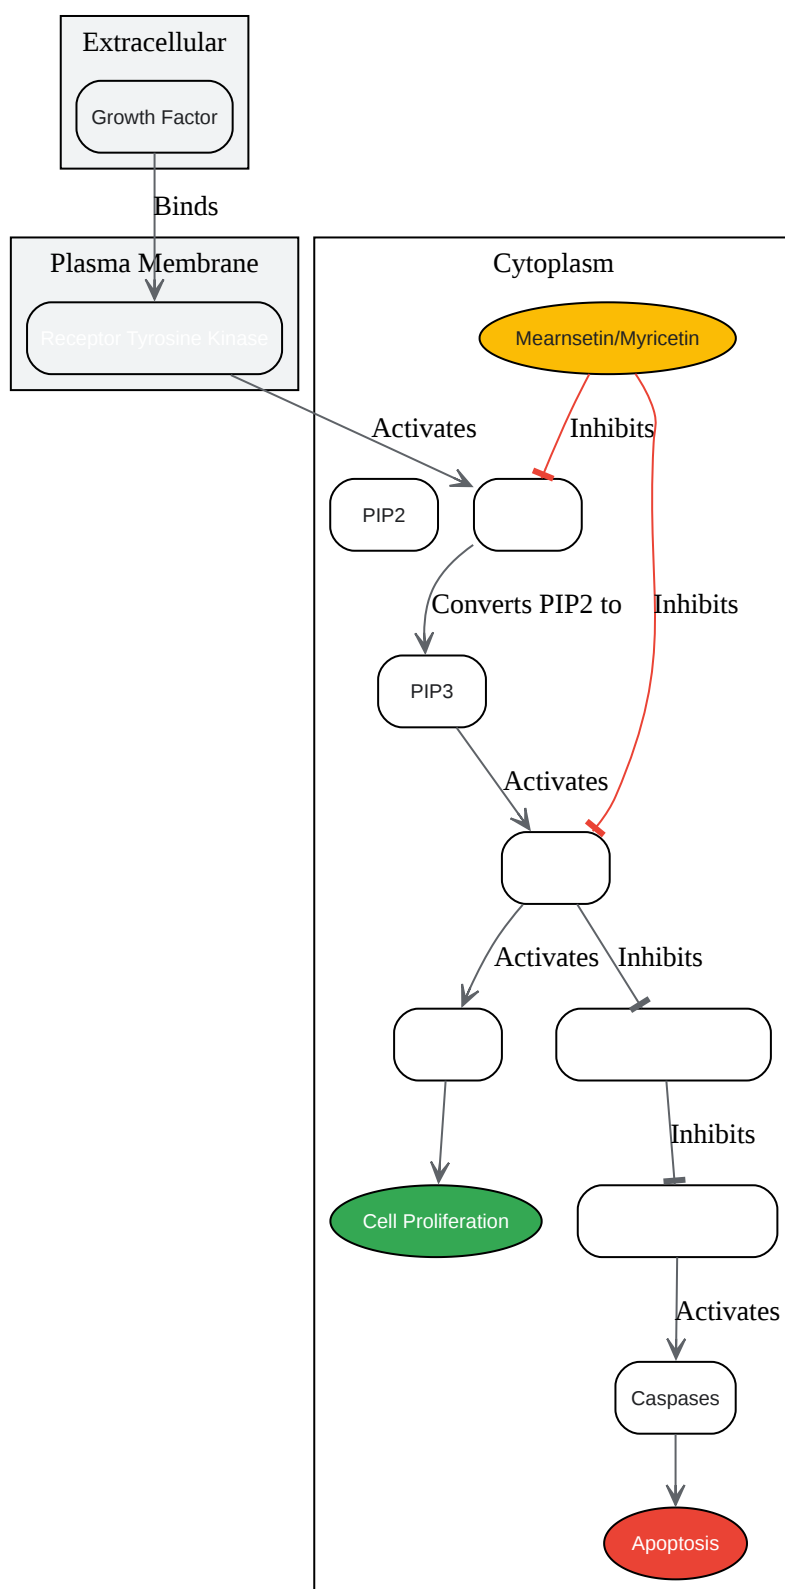 Extracellular
Growth Factor
Binds
Plasma Membrane
Cytoplasm
Receptor Tyrosine Kinase
Mearnsetin/Myricetin
Activates
Inhibits
PIP2
Converts PIP2 to
Inhibits
PIP3
Activates
Activates
Inhibits
Inhibits
Cell Proliferation
Activates
Caspases
Apoptosis